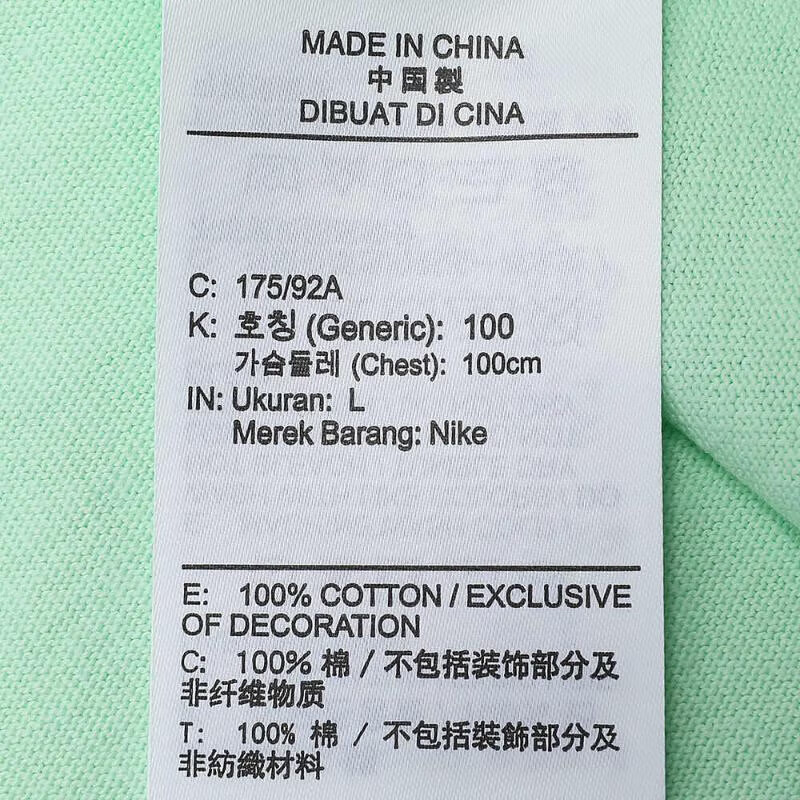 MADE IN CHINA
中国製
DIBUAT DI CINA
C: 175/92A
K: 호칭 (Generic): 100
가슴둘레 (Chest): 100cm
IN: Ukuran: L
Merek Barang: Nike
E: 100% COTTON / EXCLUSIVE
OF DECORATION
C: 100% 棉 / 不包括装饰部分及
非纤维物质
T: 100% 棉 / 不包括裝飾部分及
非紡織材料